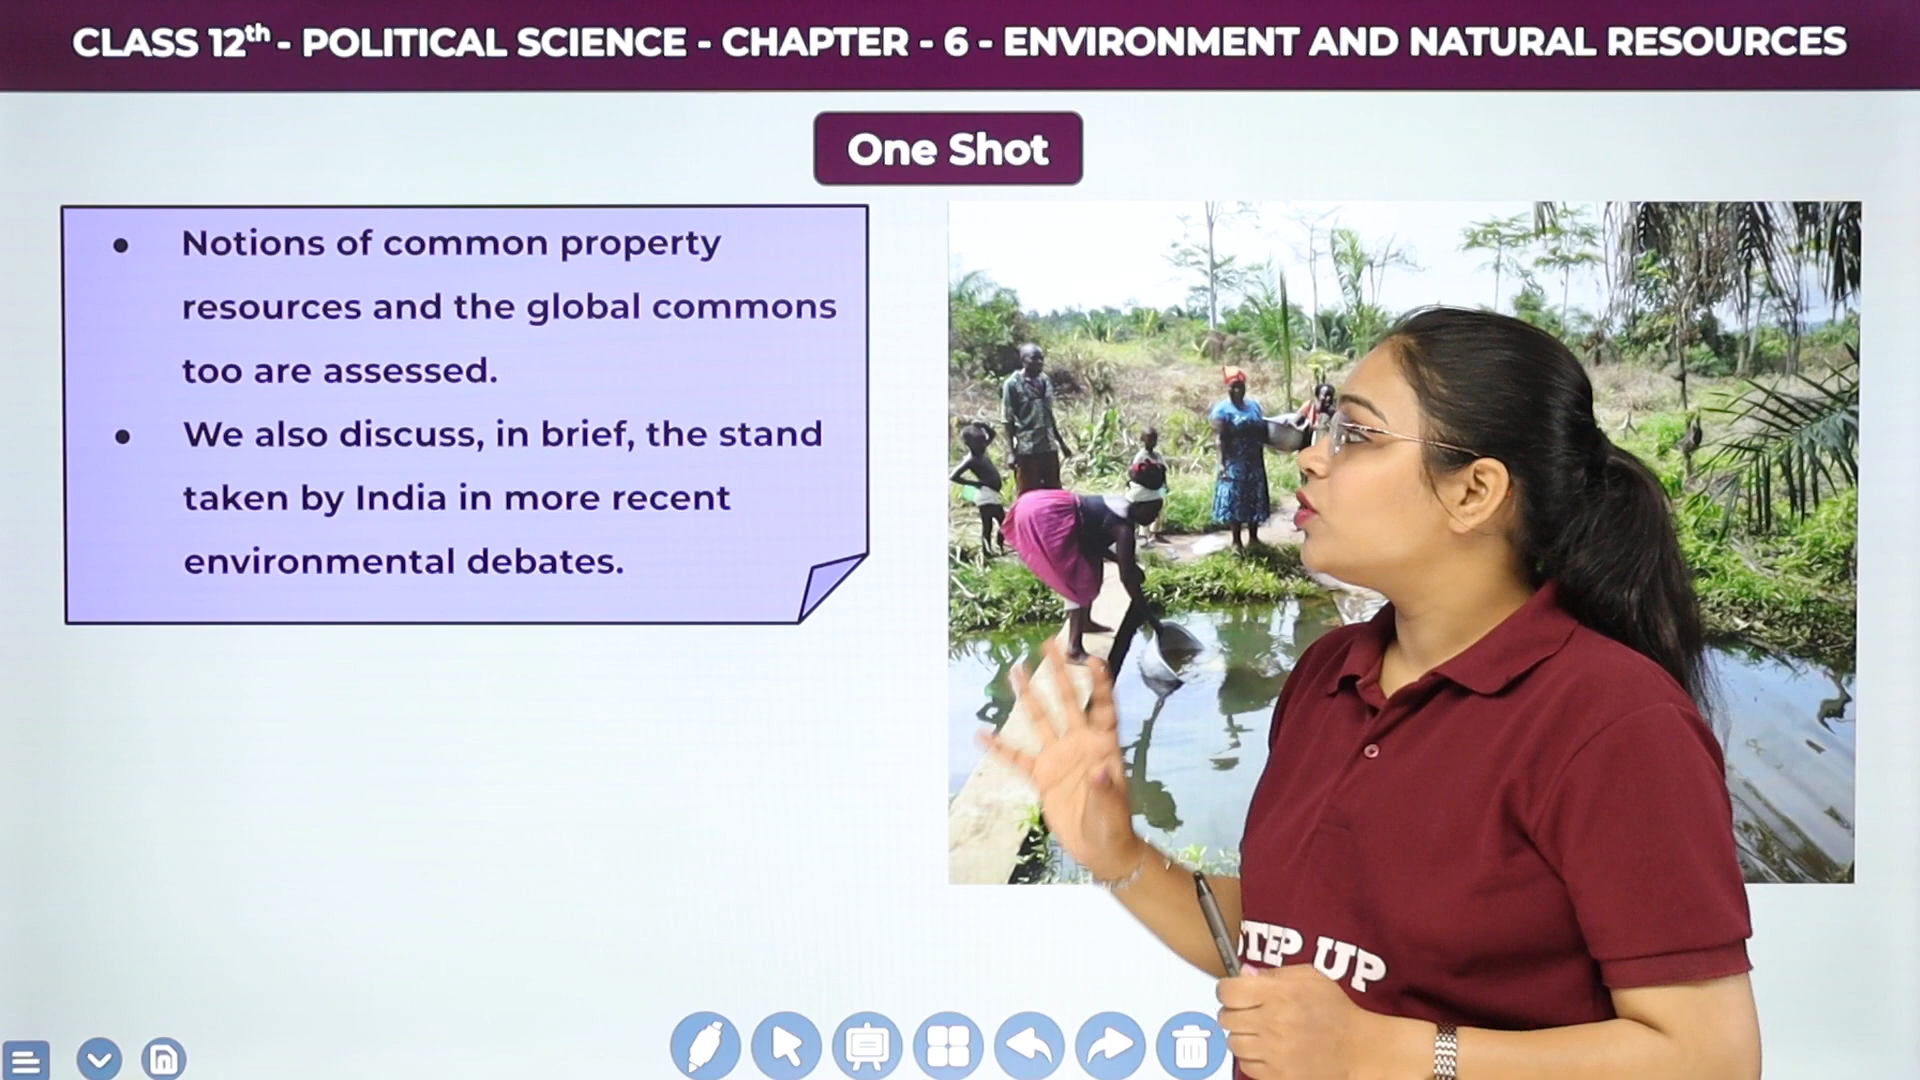 CLASS 12th - POLITICAL SCIENCE - CHAPTER - 6 - ENVIRONMENT AND NATURAL RESOURCES
One Shot
● Notions of common property
resources and the global commons
too are assessed.
● We also discuss, in brief, the stand
taken by India in more recent
environmental debates.
STEP UP